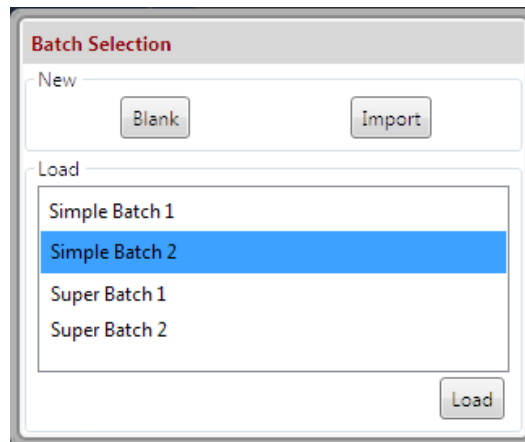 Batch Selection
New
Blank Import
Load
Simple Batch 1
Simple Batch 2
Super Batch 1
Super Batch 2
Load